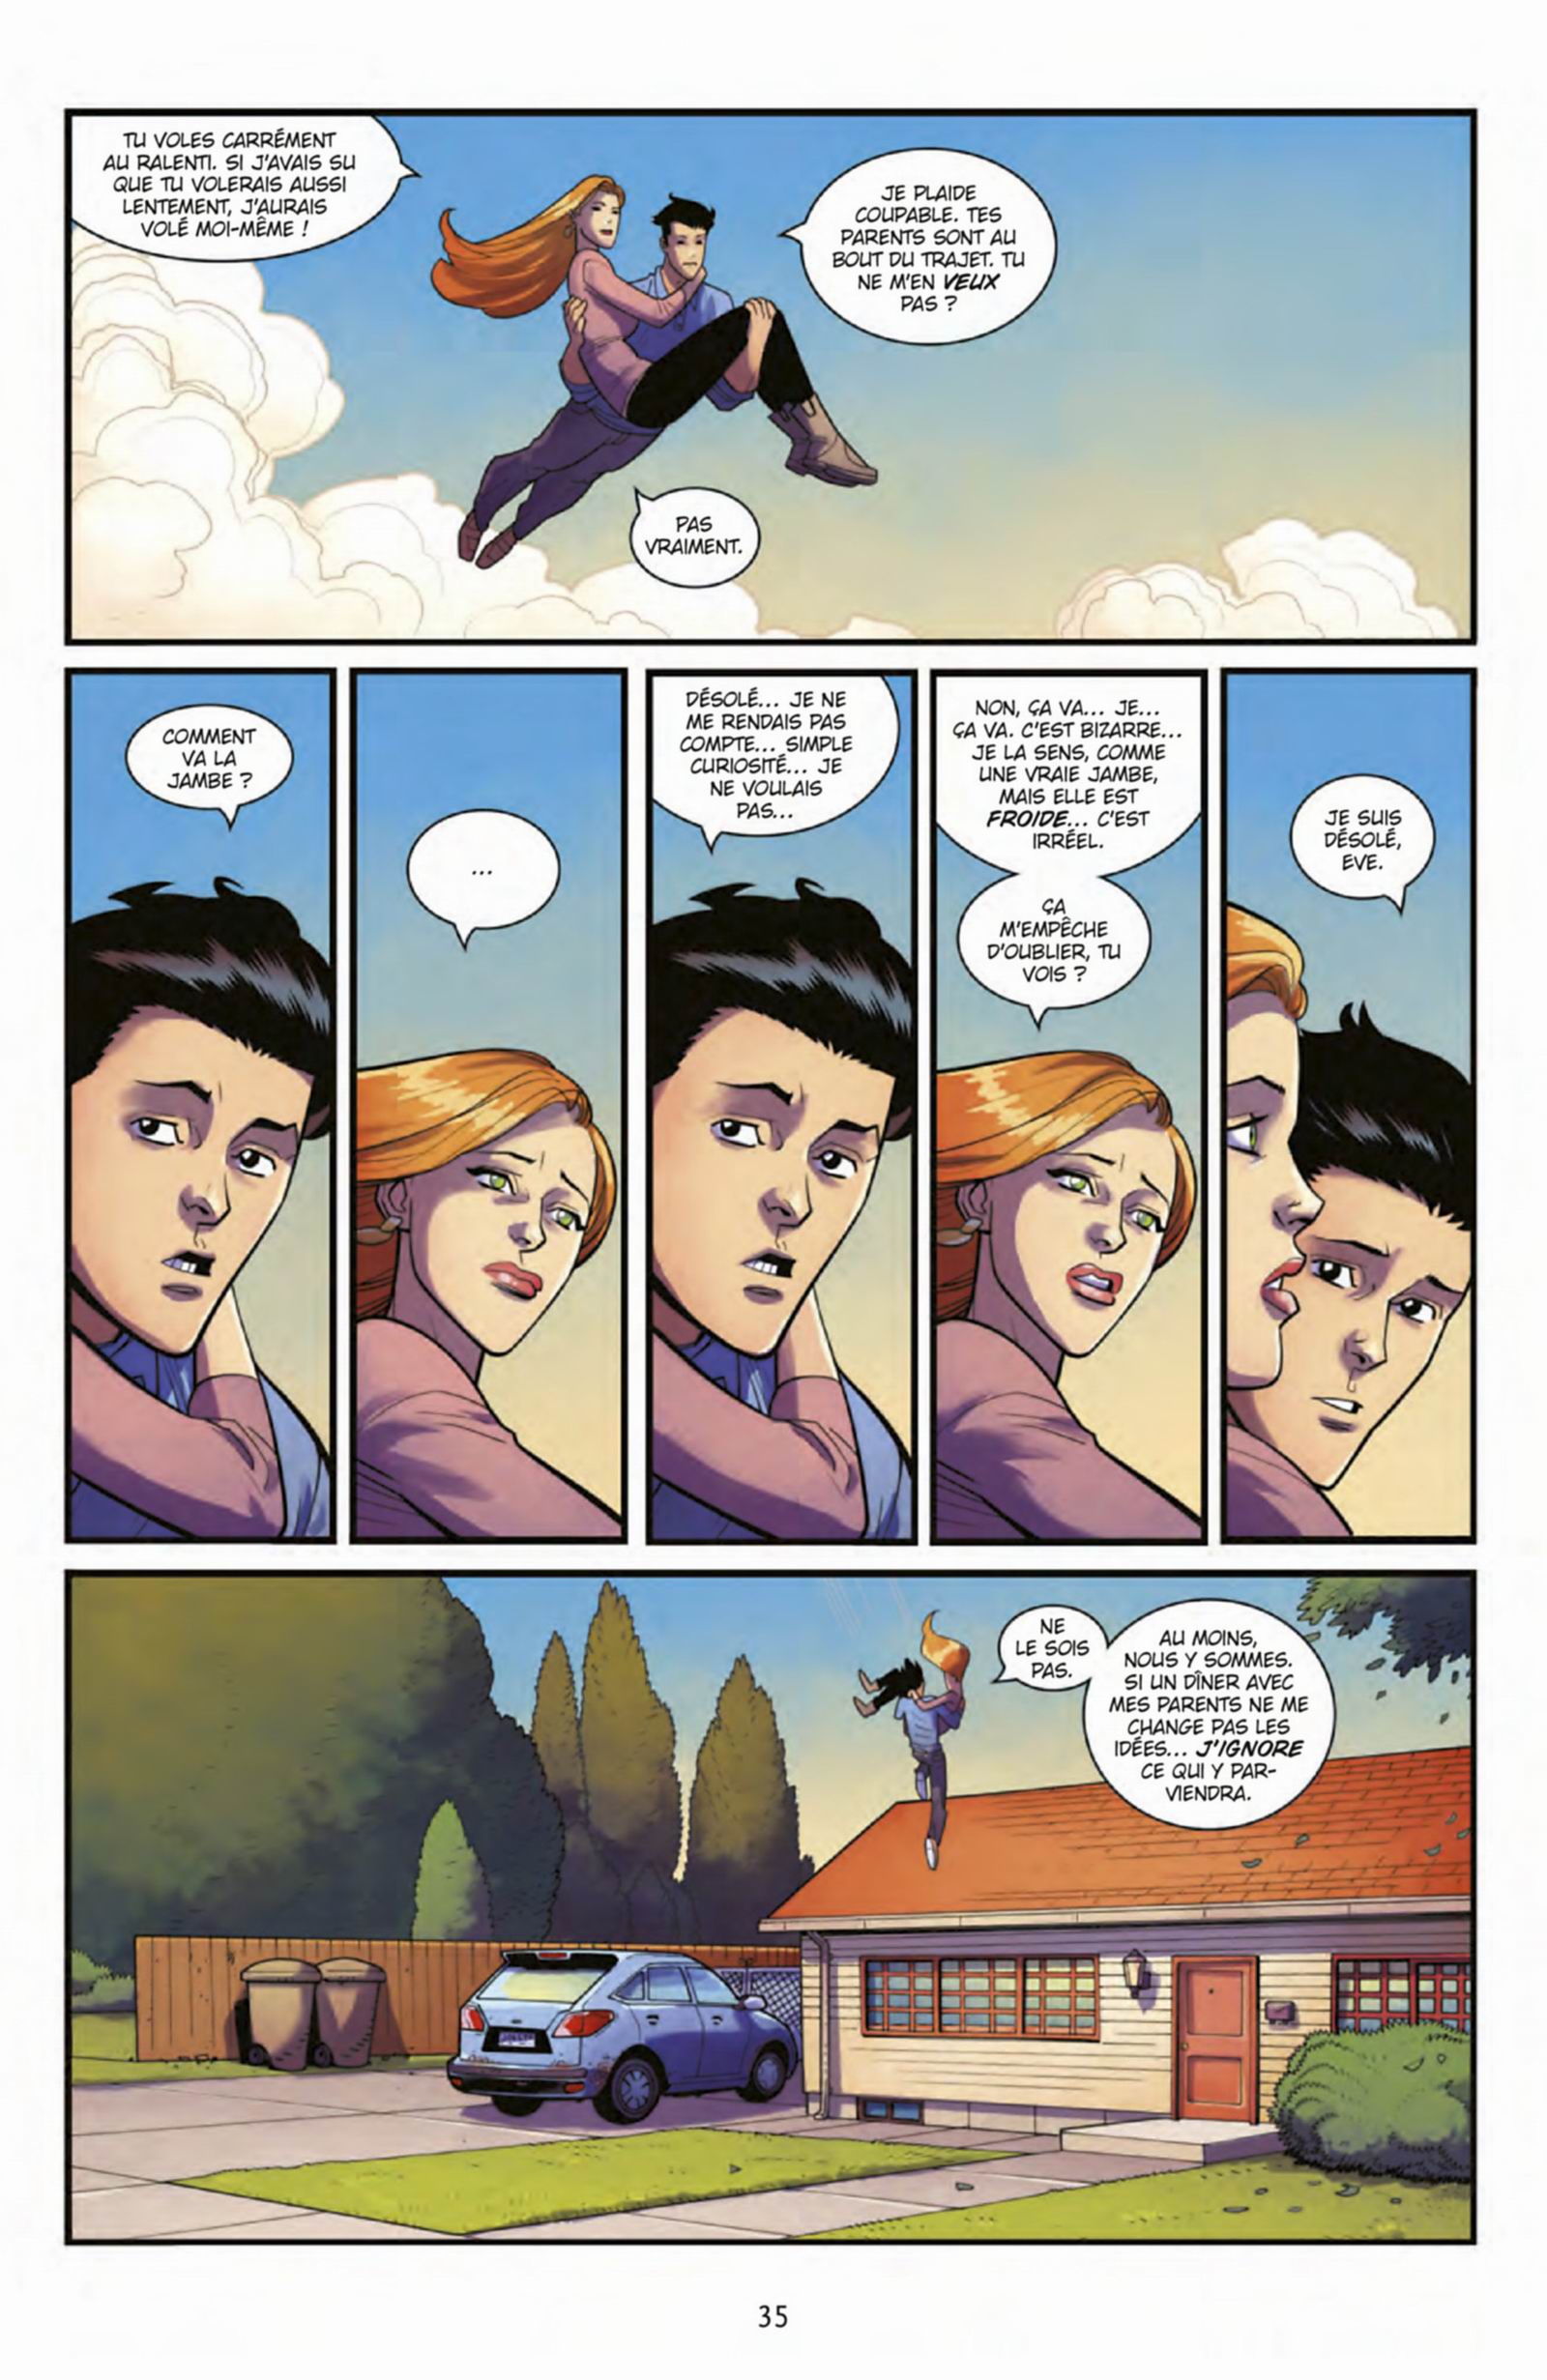 TU VOLES CARRÉMENT
AU RALENTI. SI J'AVAIS SU
QUE TU VOLERAIS AUSSI
LENTEMENT, J'AURAIS
VOLÉ MOI-MÊME !
JE PLAIDE
COUPABLE. TES
PARENTS SONT AU
BOUT DU TRAJET. TU
NE M'EN VEUX
PAS ?
PAS
VRAIMENT.
COMMENT
VA LA
JAMBE ?
...
DÉSOLÉ... JE NE
ME RENDAIS PAS
COMPTE... SIMPLE
CURIOSITÉ... JE
NE VOULAIS
PAS...
NON, ÇA VA... JE...
ÇA VA. C'EST BIZARRE...
JE LA SENS, COMME
UNE VRAIE JAMBE,
MAIS ELLE EST
FROIDE... C'EST
IRRÉEL.
ÇA
M'EMPÊCHE
D'OUBLIER, TU
VOIS ?
JE SUIS
DÉSOLÉ,
EVE.
NE
LE SOIS
PAS.
AU MOINS,
NOUS Y SOMMES.
SI UN DÎNER AVEC
MES PARENTS NE ME
CHANGE PAS LES
IDÉES... J'IGNORE
CE QUI Y PAR-
VIENDRA.
35